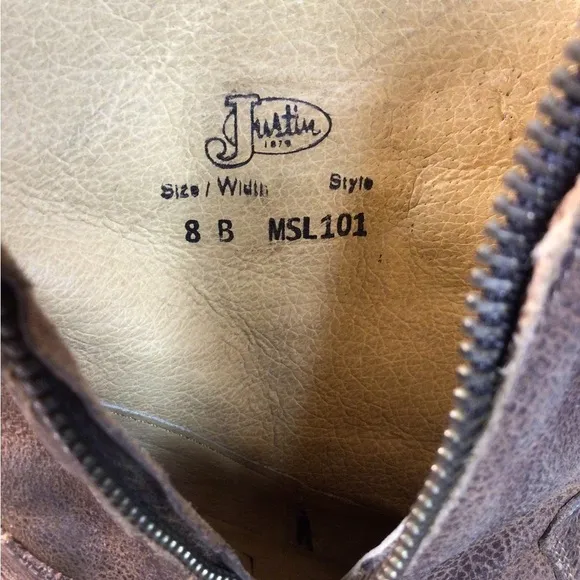 Justin
1879
Size / Width Style
8 B MSL101